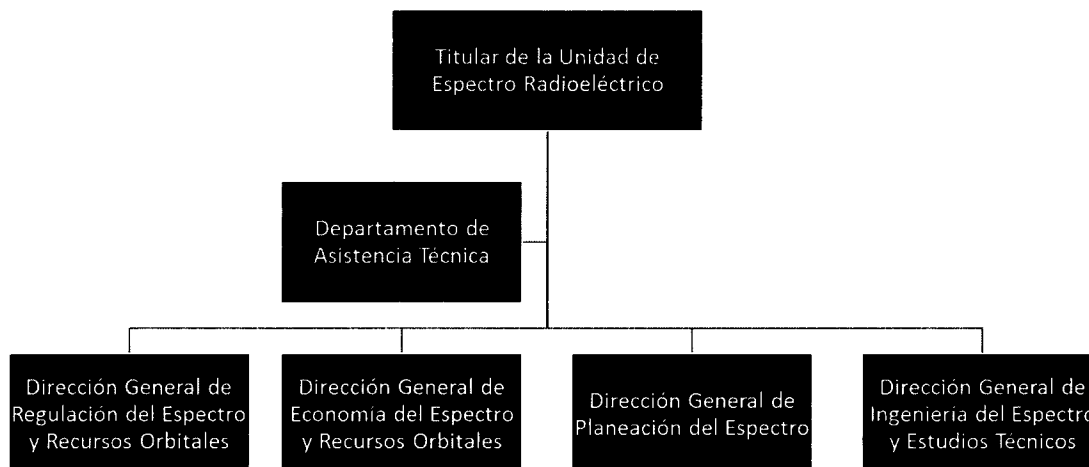 Titular de la Unidad de
Espectro Radioeléctrico
Departamento de
Asistencia Técnica
Dirección General de
Regulación del Espectro
y Recursos Orbitales
Dirección General de
Economía del Espectro
y Recursos Orbitales
Dirección General de
Planeación del Espectro
Dirección General de
Ingeniería del Espectro
y Estudios Técnicos